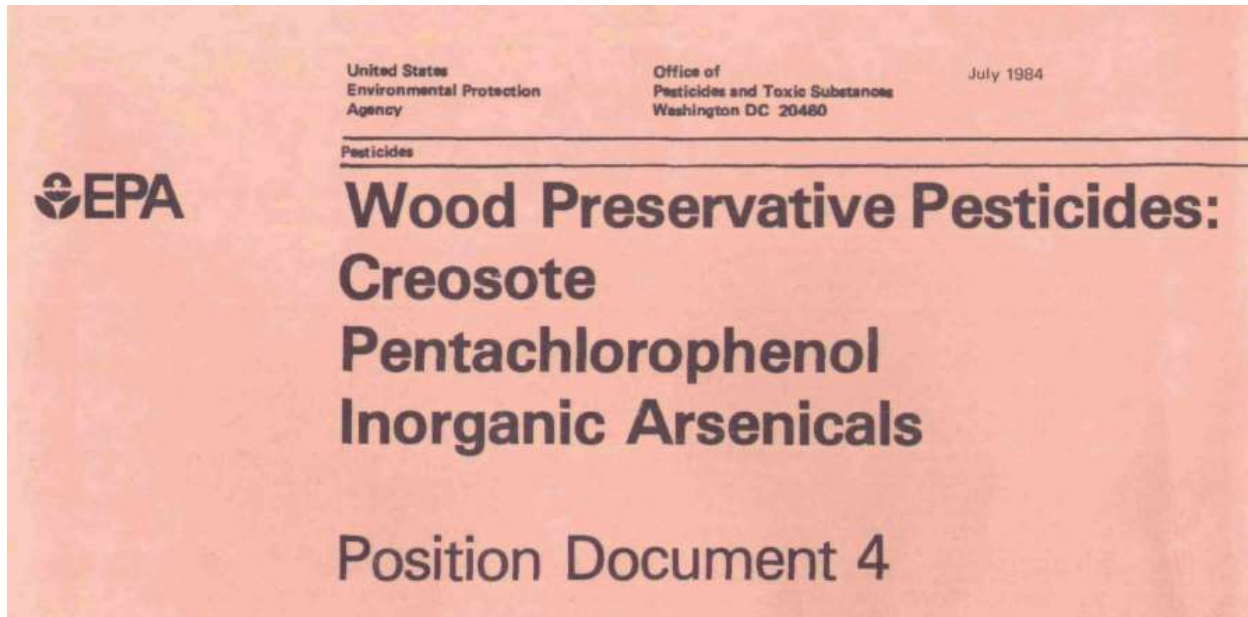 United States
Environmental Protection
Agency
Office of
Pesticides and Toxic Substances
Washington DC 20460
July 1984
Pesticides
EPA
Wood Preservative Pesticides:
Creosote
Pentachlorophenol
Inorganic Arsenicals
Position Document 4